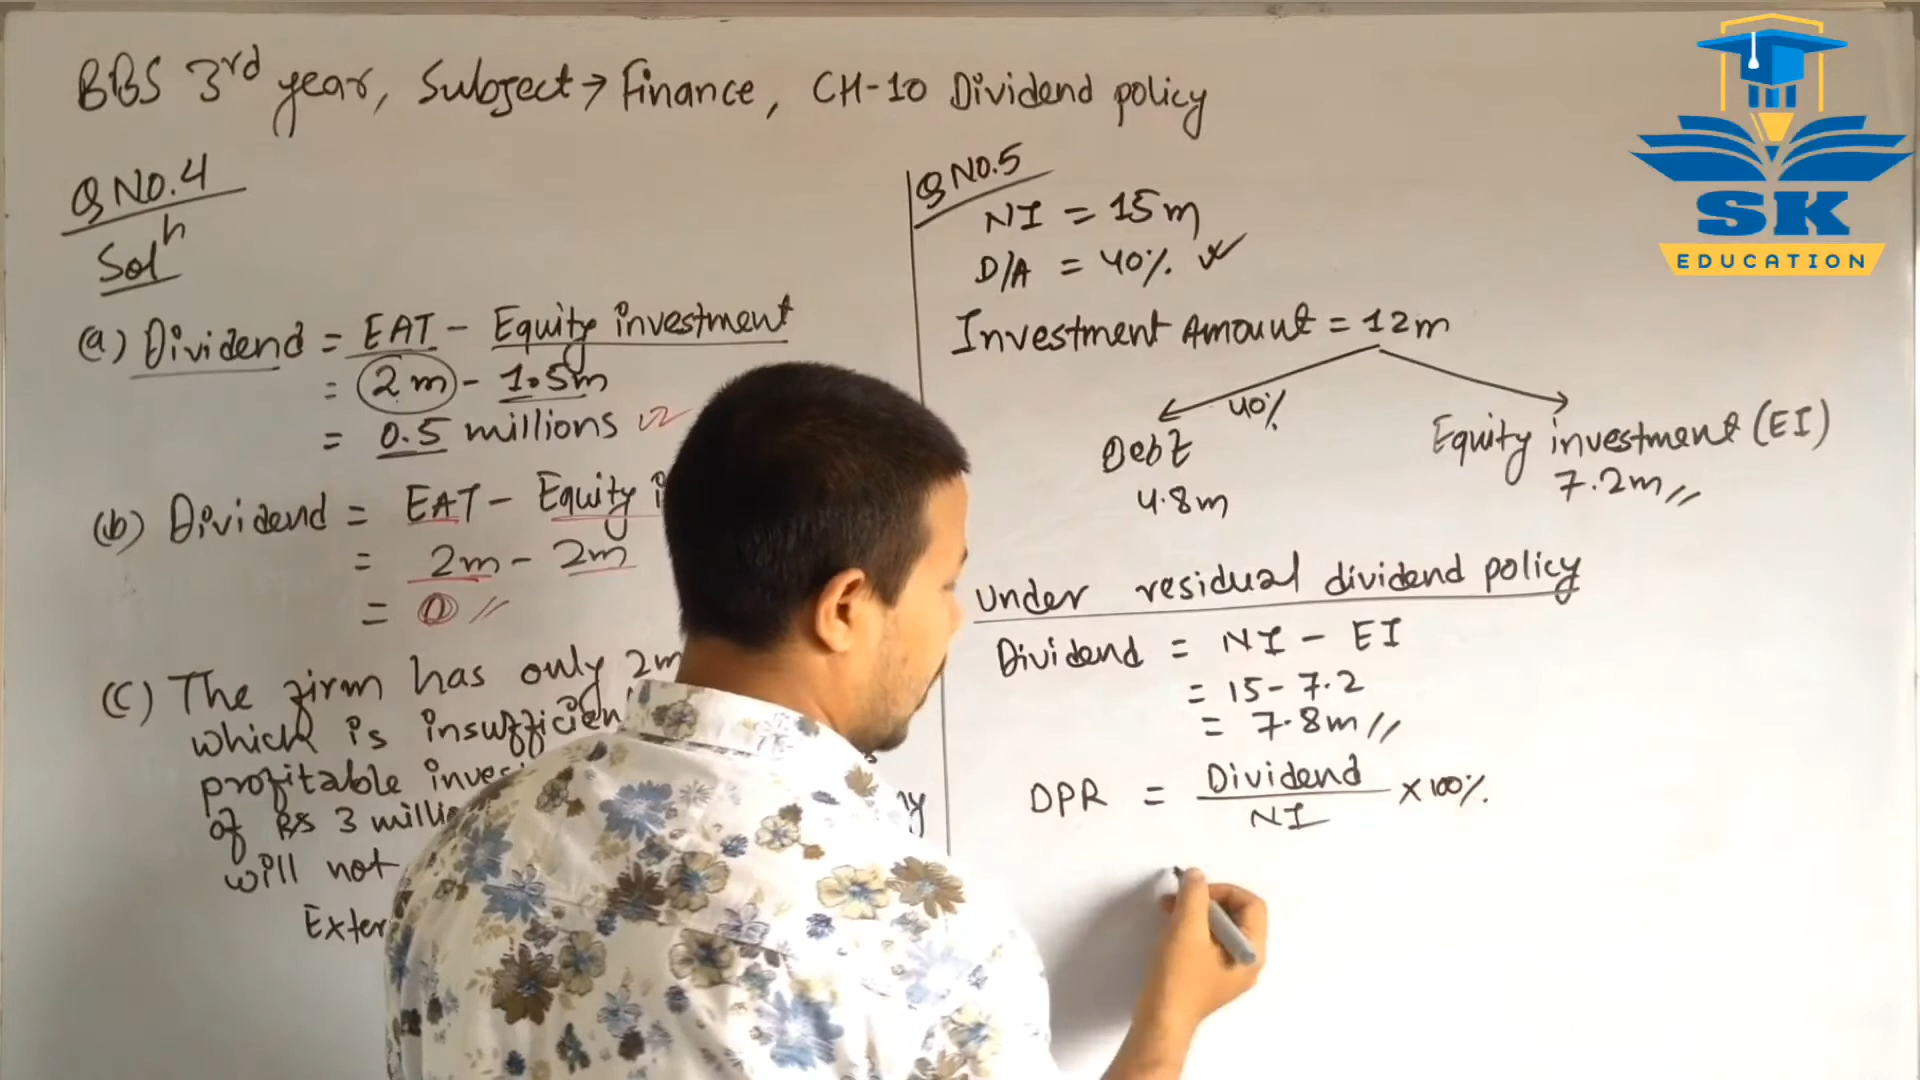 BBS 3rd year, Subject → Finance, CH-10 Dividend policy
Q NO.4
Solⁿ
(a) Dividend = EAT - Equity investment
= 2m - 1.5m
= 0.5 millions
(b) Dividend = EAT - Equity
= 2m - 2m
= 0
(c) The firm has only 2m
which is insufficien
profitable inves
of Rs 3 millio
will not
Exter
Q NO.5
NI = 15m
D/A = 40%
Investment Amount = 12m
40%
Debt
4.8m
Equity investment (EI)
7.2m
Under residual dividend policy
Dividend = NI - EI
= 15 - 7.2
= 7.8m
DPR = Dividend / NI × 100%
SK
EDUCATION